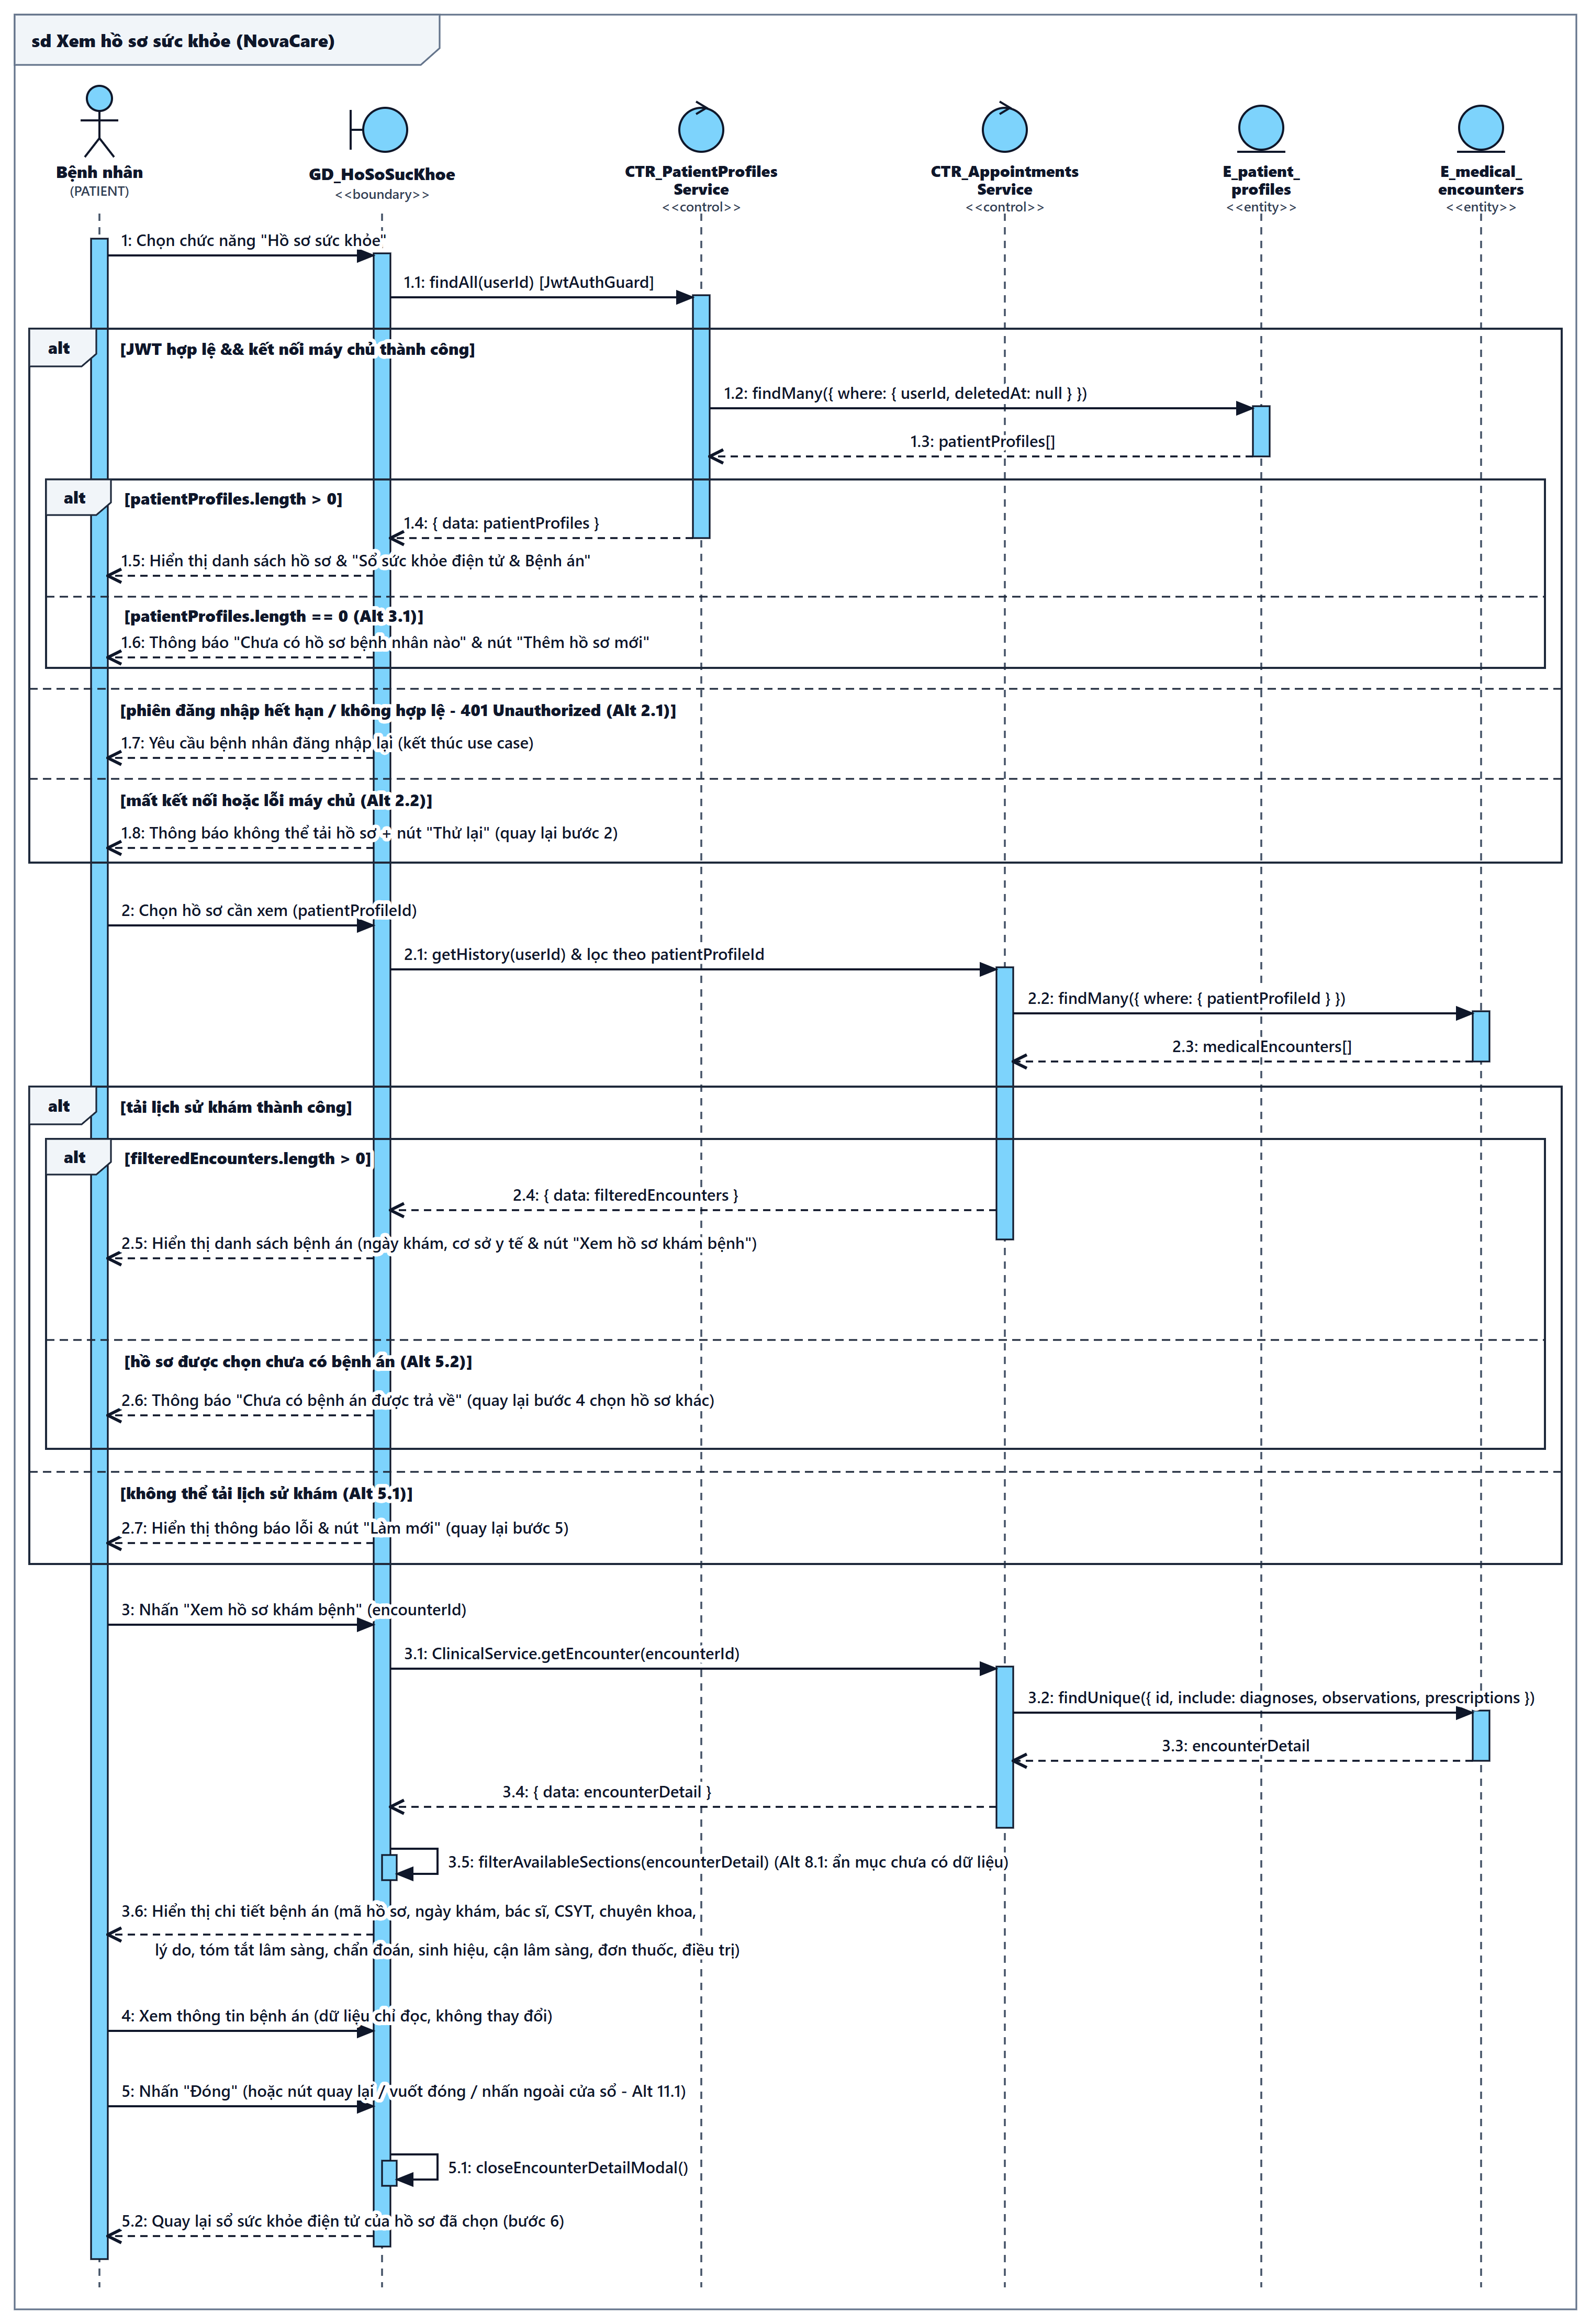 sd Xem hồ sơ sức khỏe (NovaCare)
Bệnh nhân
(PATIENT)
GD_HoSoSucKhoe
<<boundary>>
CTR_PatientProfiles
Service
<<control>>
CTR_Appointments
Service
<<control>>
E_patient_
profiles
<<entity>>
E_medical_
encounters
<<entity>>
1: Chọn chức năng "Hồ sơ sức khỏe"
1.1: findAll(userId) [JwtAuthGuard]
alt
[JWT hợp lệ && kết nối máy chủ thành công]
1.2: findMany({ where: { userId, deletedAt: null } })
1.3: patientProfiles[]
alt
[patientProfiles.length > 0]
1.4: { data: patientProfiles }
1.5: Hiển thị danh sách hồ sơ & "Sổ sức khỏe điện tử & Bệnh án"
[patientProfiles.length == 0 (Alt 3.1)]
1.6: Thông báo "Chưa có hồ sơ bệnh nhân nào" & nút "Thêm hồ sơ mới"
[phiên đăng nhập hết hạn / không hợp lệ - 401 Unauthorized (Alt 2.1)]
1.7: Yêu cầu bệnh nhân đăng nhập lại (kết thúc use case)
[mất kết nối hoặc lỗi máy chủ (Alt 2.2)]
1.8: Thông báo không thể tải hồ sơ + nút "Thử lại" (quay lại bước 2)
2: Chọn hồ sơ cần xem (patientProfileId)
2.1: getHistory(userId) & lọc theo patientProfileId
2.2: findMany({ where: { patientProfileId } })
2.3: medicalEncounters[]
alt
[tải lịch sử khám thành công]
alt
[filteredEncounters.length > 0]
2.4: { data: filteredEncounters }
2.5: Hiển thị danh sách bệnh án (ngày khám, cơ sở y tế & nút "Xem hồ sơ khám bệnh")
[hồ sơ được chọn chưa có bệnh án (Alt 5.2)]
2.6: Thông báo "Chưa có bệnh án được trả về" (quay lại bước 4 chọn hồ sơ khác)
[không thể tải lịch sử khám (Alt 5.1)]
2.7: Hiển thị thông báo lỗi & nút "Làm mới" (quay lại bước 5)
3: Nhấn "Xem hồ sơ khám bệnh" (encounterId)
3.1: ClinicalService.getEncounter(encounterId)
3.2: findUnique({ id, include: diagnoses, observations, prescriptions })
3.3: encounterDetail
3.4: { data: encounterDetail }
3.5: filterAvailableSections(encounterDetail) (Alt 8.1: ẩn mục chưa có dữ liệu)
3.6: Hiển thị chi tiết bệnh án (mã hồ sơ, ngày khám, bác sĩ, CSYT, chuyên khoa,
lý do, tóm tắt lâm sàng, chẩn đoán, sinh hiệu, cận lâm sàng, đơn thuốc, điều trị)
4: Xem thông tin bệnh án (dữ liệu chỉ đọc, không thay đổi)
5: Nhấn "Đóng" (hoặc nút quay lại / vuốt đóng / nhấn ngoài cửa sổ - Alt 11.1)
5.1: closeEncounterDetailModal()
5.2: Quay lại sổ sức khỏe điện tử của hồ sơ đã chọn (bước 6)